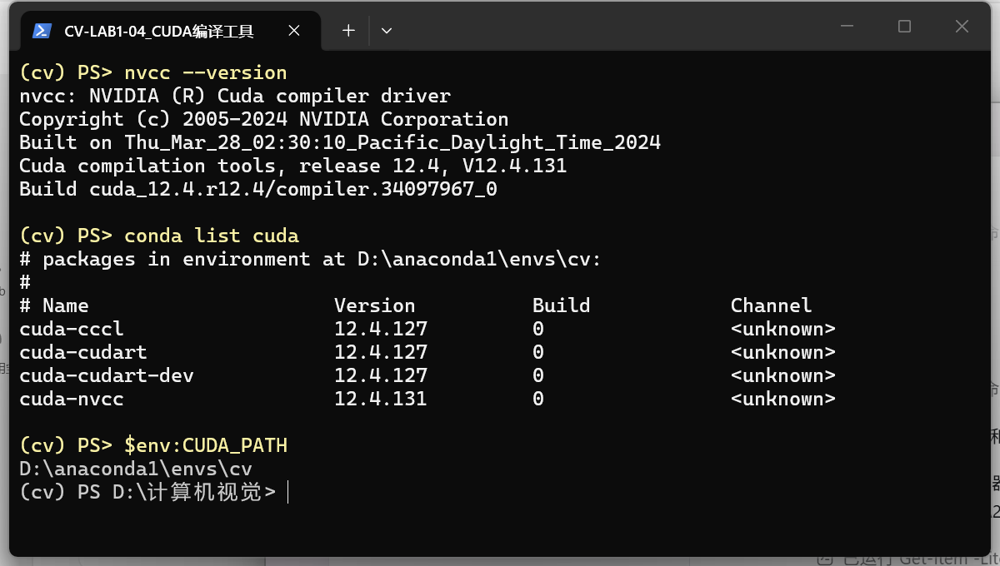 CV-LAB1-04_CUDA编译工具
(cv) PS> nvcc --version
nvcc: NVIDIA (R) Cuda compiler driver
Copyright (c) 2005-2024 NVIDIA Corporation
Built on Thu_Mar_28_02:30:10_Pacific_Daylight_Time_2024
Cuda compilation tools, release 12.4, V12.4.131
Build cuda_12.4.r12.4/compiler.34097967_0
(cv) PS> conda list cuda
# packages in environment at D:\anaconda1\envs\cv:
#
# Name Version Build Channel
cuda-cccl 12.4.127 0 <unknown>
cuda-cudart 12.4.127 0 <unknown>
cuda-cudart-dev 12.4.127 0 <unknown>
cuda-nvcc 12.4.131 0 <unknown>
(cv) PS> $env:CUDA_PATH
D:\anaconda1\envs\cv
(cv) PS D:\计算机视觉>